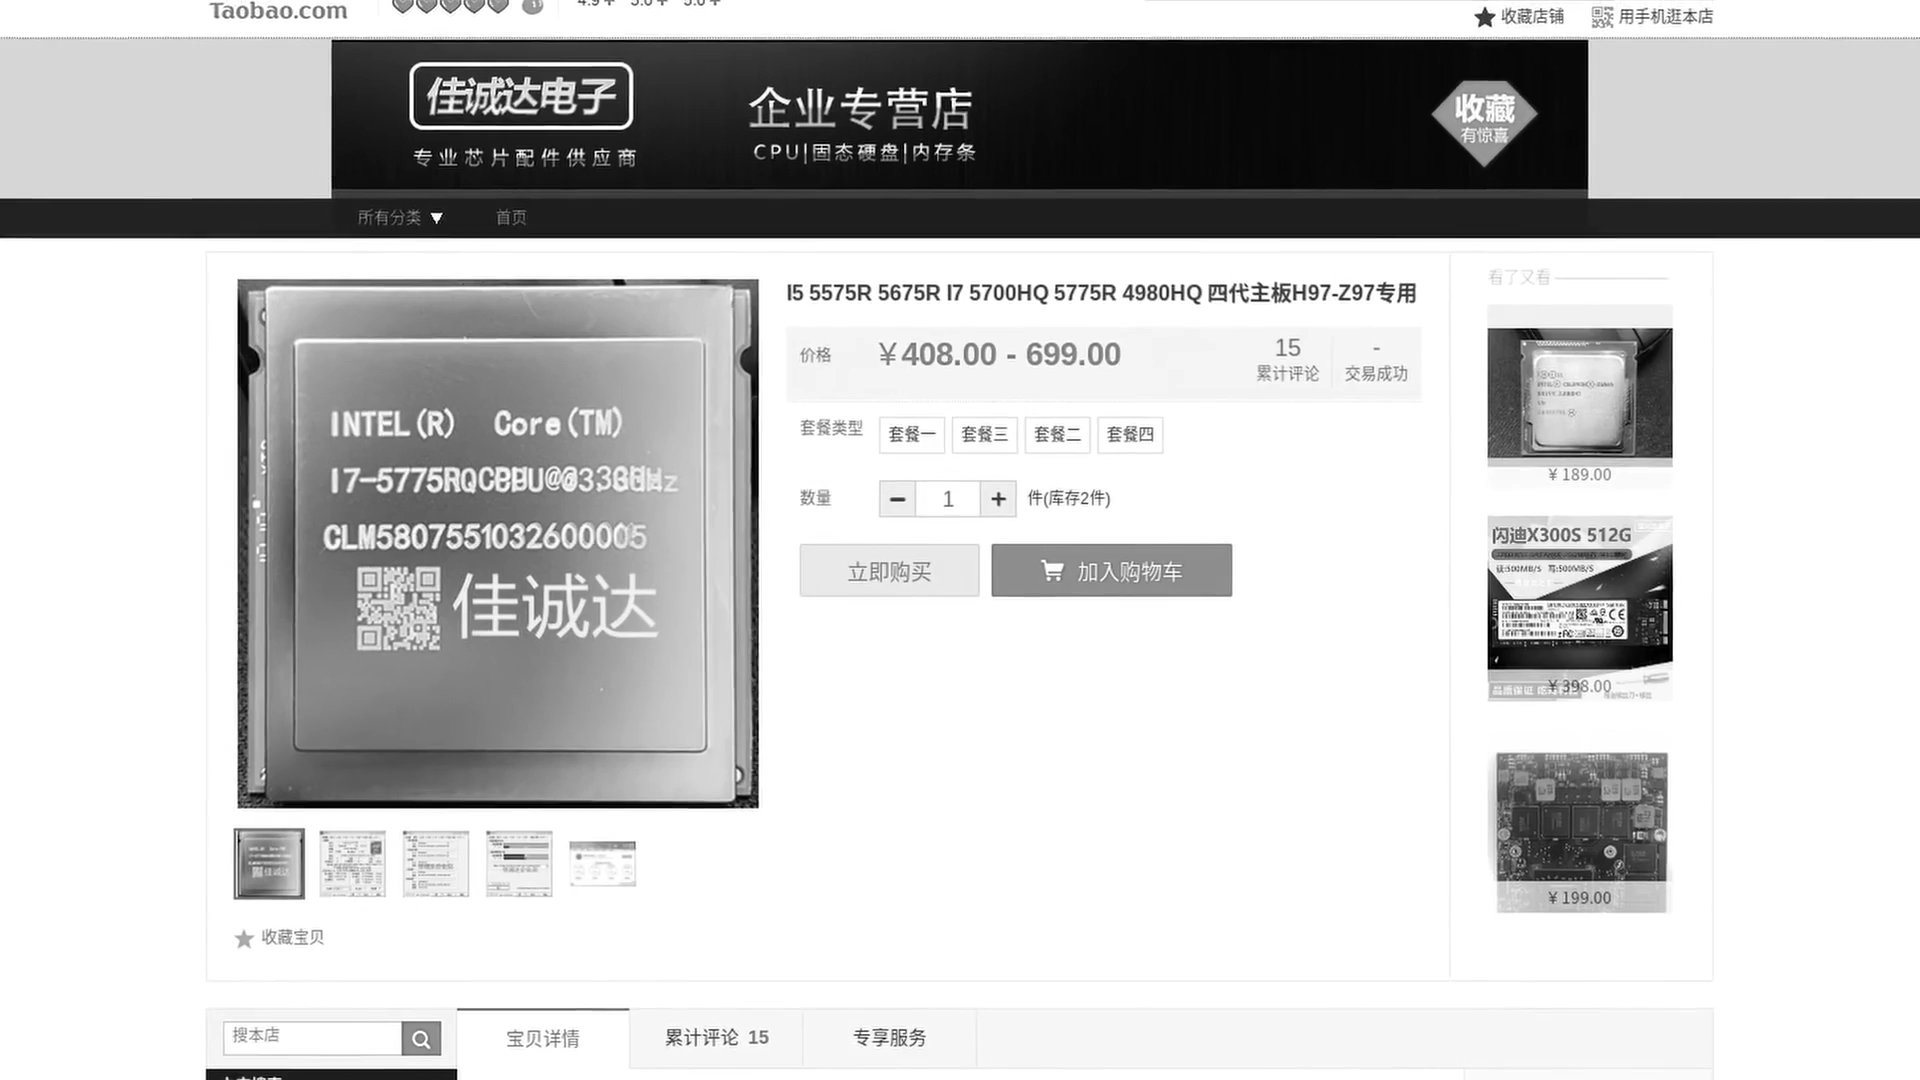 Taobao.com
收藏店铺
用手机逛本店
佳诚达电子
专业芯片配件供应商
企业专营店
CPU|固态硬盘|内存条
收藏
有惊喜
所有分类
首页
I5 5575R 5675R I7 5700HQ 5775R 4980HQ 四代主板H97-Z97专用
价格
¥408.00 - 699.00
15
累计评论
-
交易成功
套餐类型
套餐一
套餐三
套餐二
套餐四
数量
1
件(库存2件)
立即购买
加入购物车
INTEL(R) Core(TM)
佳诚达
收藏宝贝
看了又看
¥ 189.00
闪迪X300S 512G
读:500MB/S 写:500MB/S
¥ 398.00
¥ 199.00
搜本店
宝贝详情
累计评论 15
专享服务